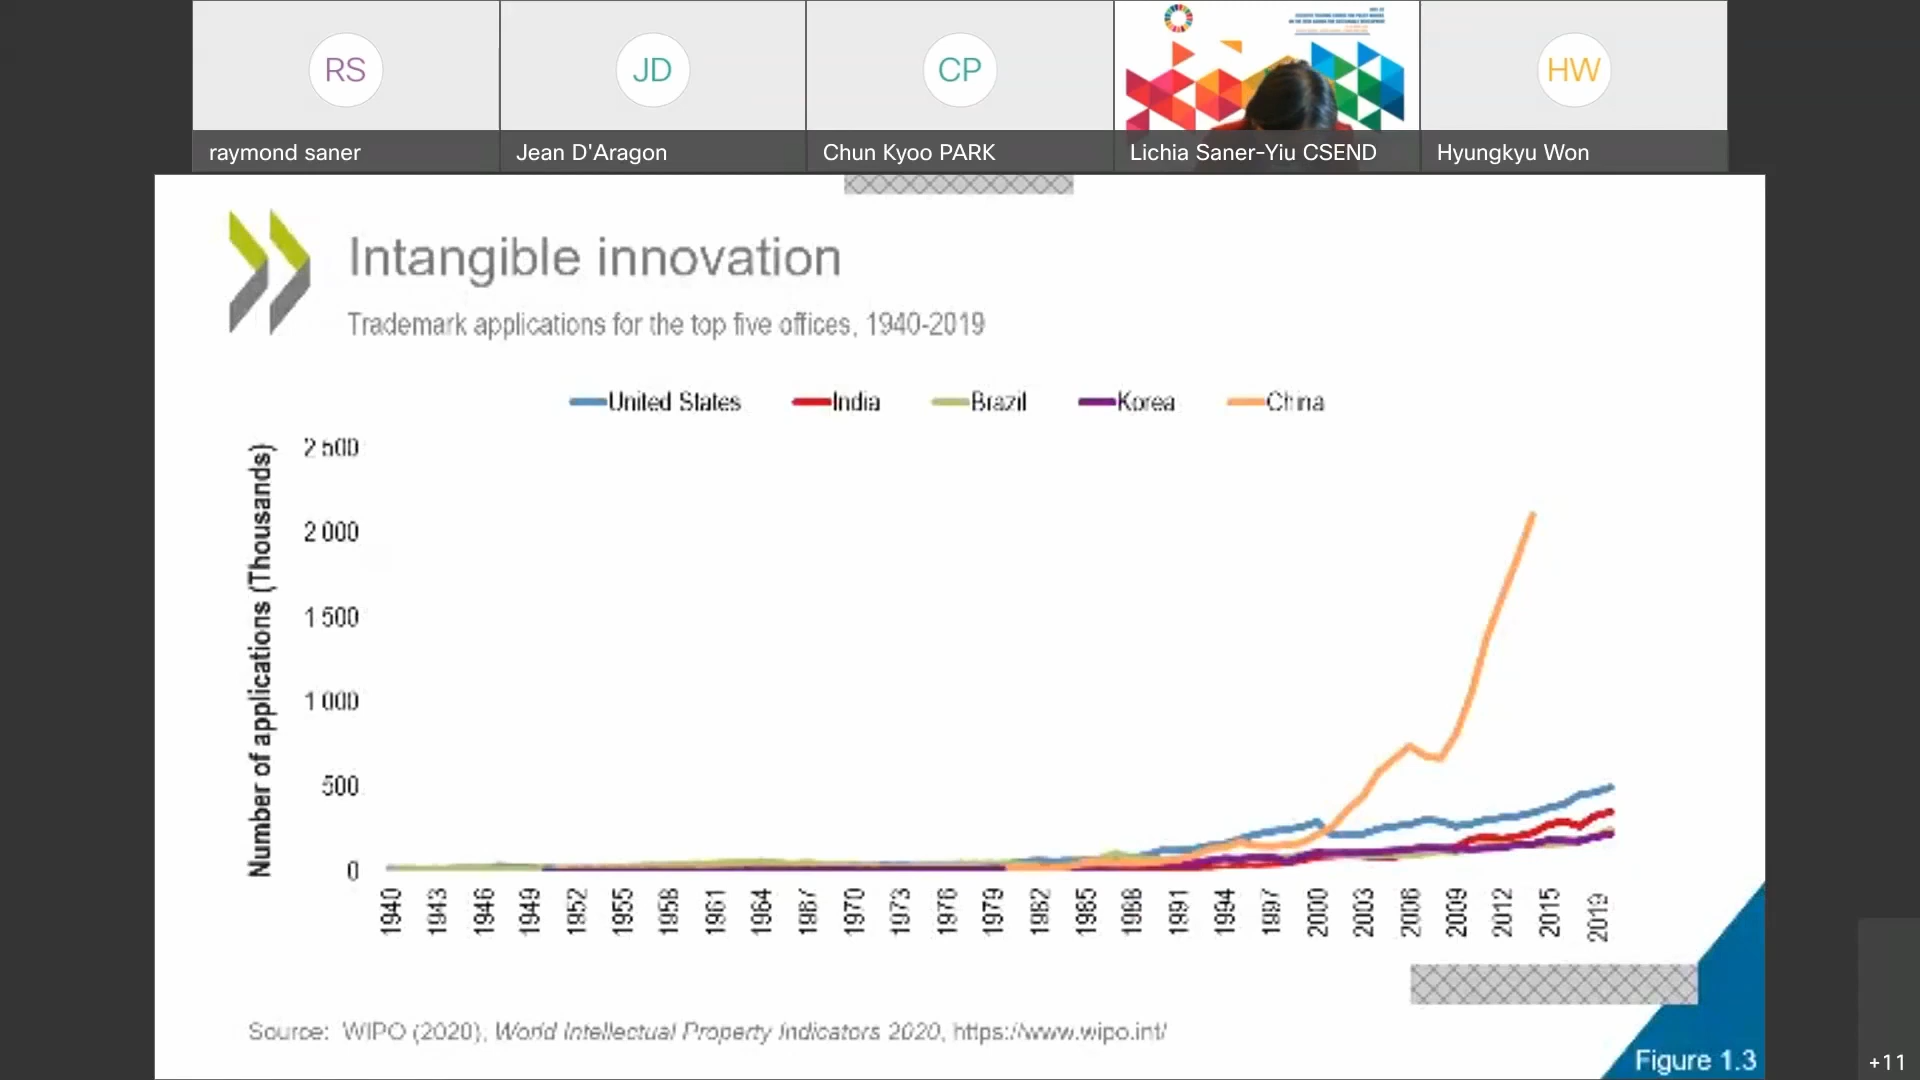 RS
JD
CP
HW
raymond saner
Jean D'Aragon
Chun Kyoo PARK
Lichia Saner-Yiu CSEND
Hyungkyu Won
Intangible innovation
Trademark applications for the top five offices, 1940-2019
United States
India
Brazil
Korea
China
Number of applications (Thousands)
2 500
2 000
1 500
1 000
500
0
1940
1943
1946
1949
1952
1955
1958
1961
1964
1967
1970
1973
1976
1979
1982
1985
1988
1991
1994
1997
2000
2003
2006
2009
2012
2015
2019
Source: WIPO (2020), World Intellectual Property Indicators 2020, https://www.wipo.int/
Figure 1.3
+11